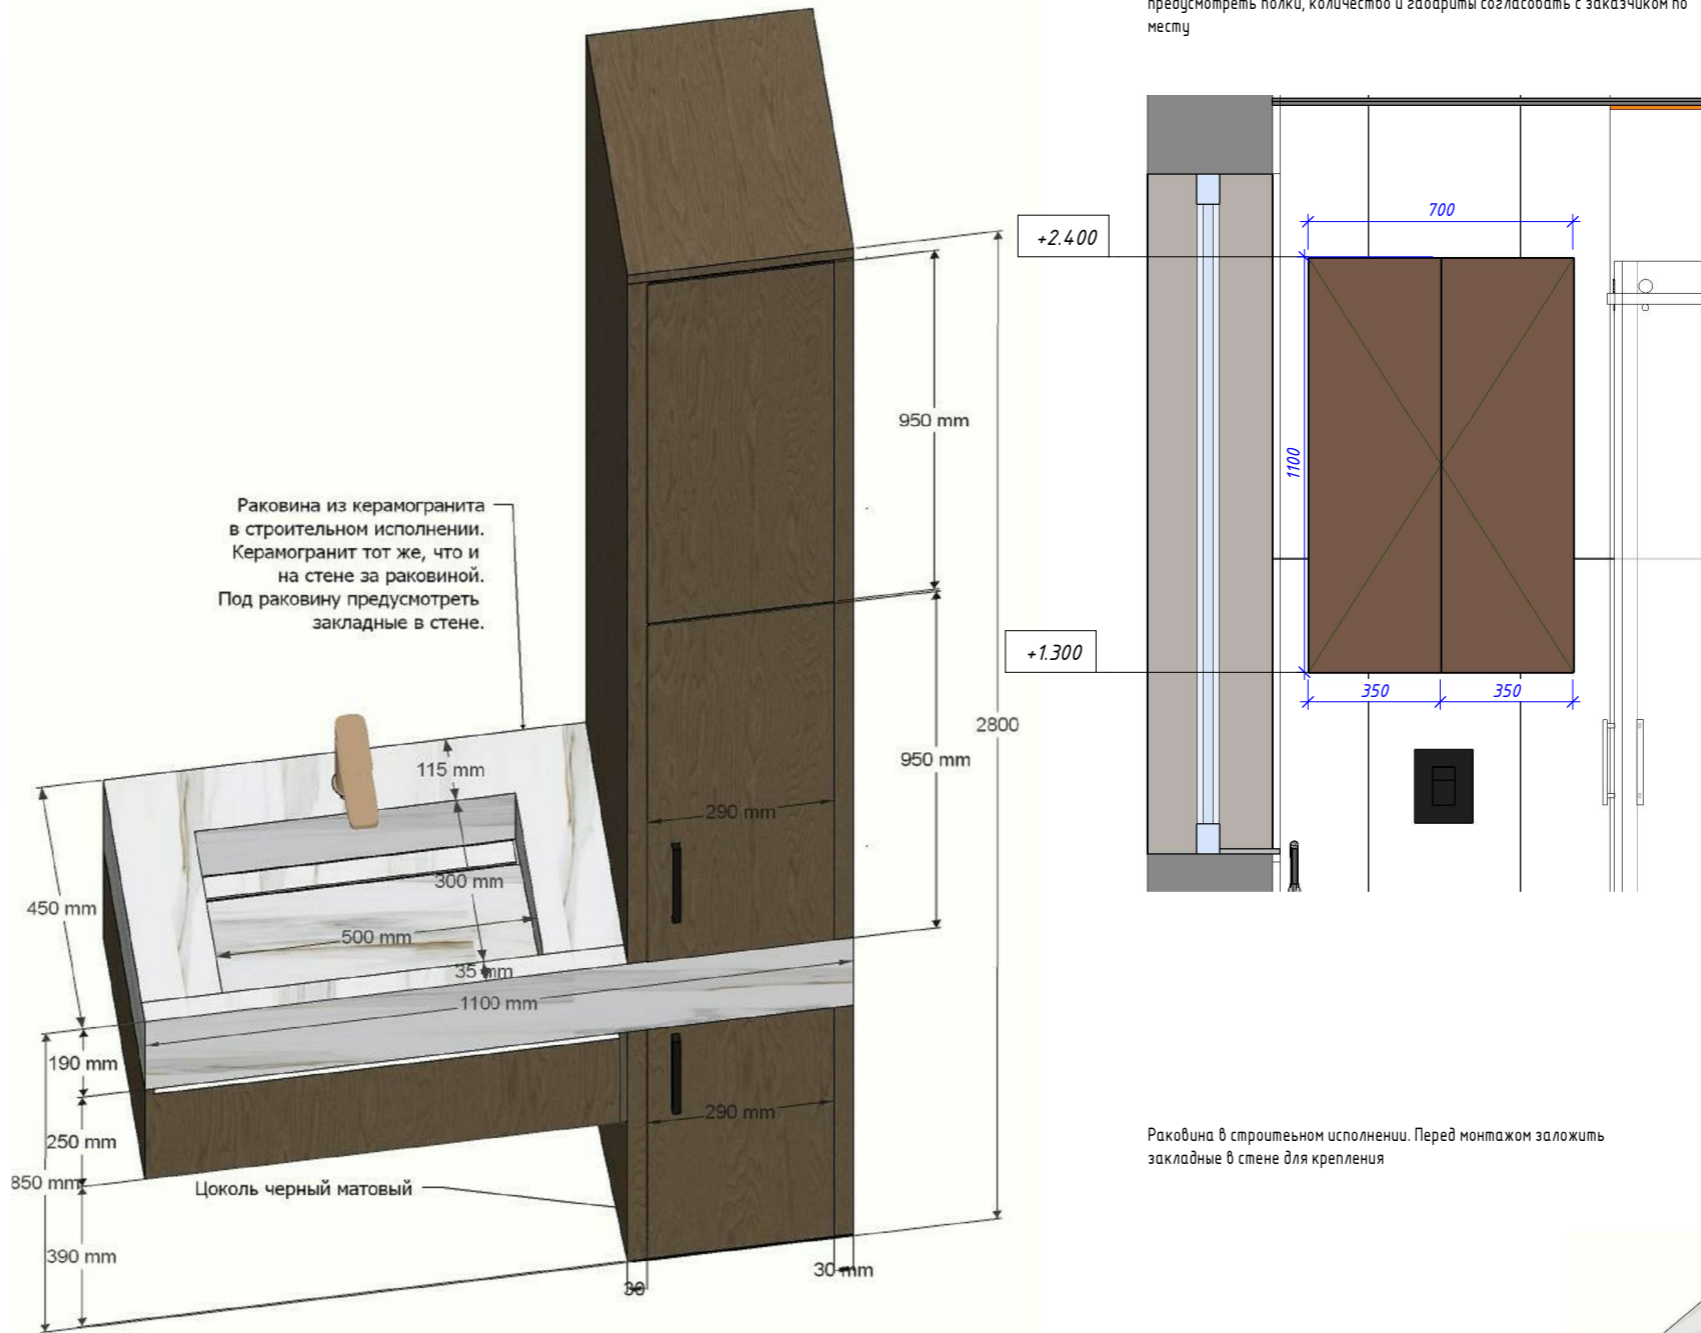 предусмотреть полки, количество и габариты согласовать с заказчиком по
месту
700
+2.400
1100
+1.300
350
350
950 mm
950 mm
2800
Раковина из керамогранита
в строительном исполнении.
Керамогранит тот же, что и
на стене за раковиной.
Под раковину предусмотреть
закладные в стене.
115 mm
290 mm
300 mm
450 mm
500 mm
35 mm
1100 mm
190 mm
290 mm
250 mm
850 mm
Цоколь черный матовый
390 mm
30
30 mm
Раковина в строитеьном исполнении. Перед монтажом заложить
закладные в стене для крепления